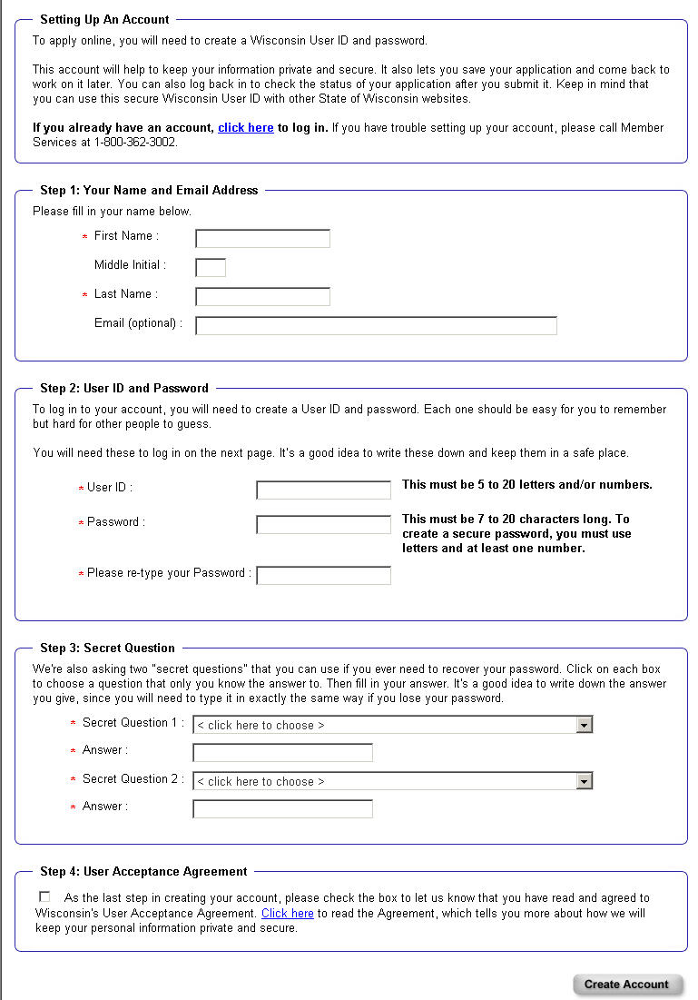 Setting Up An Account
To apply online, you will need to create a Wisconsin User ID and password.
This account will help to keep your information private and secure. It also lets you save your application and come back to
work on it later. You can also log back in to check the status of your application after you submit it. Keep in mind that
you can use this secure Wisconsin User ID with other State of Wisconsin websites.
If you already have an account, click here to log in. If you have trouble setting up your account, please call Member
Services at 1-800-362-3002.
Step 1: Your Name and Email Address
Please fill in your name below.
* First Name :
Middle Initial :
* Last Name :
Email (optional) :
Step 2: User ID and Password
To log in to your account, you will need to create a User ID and password. Each one should be easy for you to remember
but hard for other people to guess.
You will need these to log in on the next page. It's a good idea to write these down and keep them in a safe place.
* User ID : This must be 5 to 20 letters and/or numbers.
* Password : This must be 7 to 20 characters long. To
create a secure password, you must use
letters and at least one number.
* Please re-type your Password :
Step 3: Secret Question
We're also asking two "secret questions" that you can use if you ever need to recover your password. Click on each box
to choose a question that only you know the answer to. Then fill in your answer. It's a good idea to write down the answer
you give, since you will need to type it in exactly the same way if you lose your password.
* Secret Question 1 : < click here to choose >
* Answer :
* Secret Question 2 : < click here to choose >
* Answer :
Step 4: User Acceptance Agreement
As the last step in creating your account, please check the box to let us know that you have read and agreed to
Wisconsin's User Acceptance Agreement. Click here to read the Agreement, which tells you more about how we will
keep your personal information private and secure.
Create Account